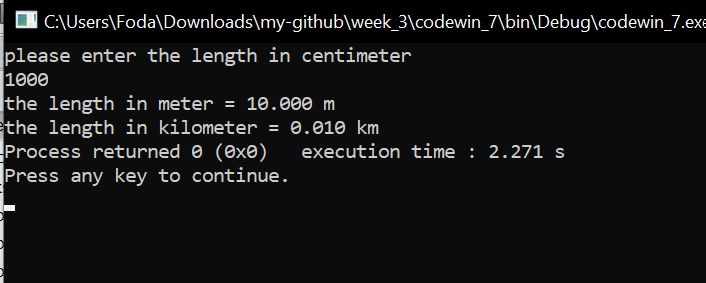 C:\Users\Foda\Downloads\my-github\week_3\codewin_7\bin\Debug\codewin_7.exe
please enter the length in centimeter
1000
the length in meter = 10.000 m
the length in kilometer = 0.010 km
Process returned 0 (0x0)   execution time : 2.271 s
Press any key to continue.